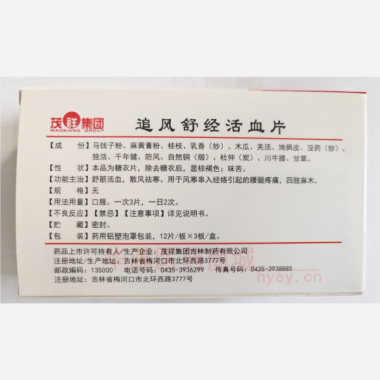 茂祥集团
MAOXIANG GROUP
追风舒经活血片
【成 份】马钱子粉、麻黄膏粉、桂枝、乳香（炒）、木瓜、羌活、地枫皮、没药（炒）、
独活、千年健、防风、自然铜（煅）、杜仲（炭）、川牛膝、甘草。
【性 状】本品为糖衣片，除去糖衣后，显棕褐色；味苦。
【功能主治】舒筋活血，散风祛寒。用于风寒串入经络引起的腰腿疼痛，四肢麻木。
【规 格】无
【用法用量】口服。一次3片，一日2次。
【不良反应】【禁忌】【注意事项】详见说明书。
【贮 藏】密封。
【包 装】药用铝塑泡罩包装，12片/板×3板/盒。
药品上市许可持有人/生产企业：茂祥集团吉林制药有限公司
注册地址/生产地址：吉林省梅河口市北环西路3777号
邮政编码：135000 电话号码：0435-3936299 传真号码：0435-3938885
注册地址：吉林省梅河口市北环西路3777号
hyey.cn